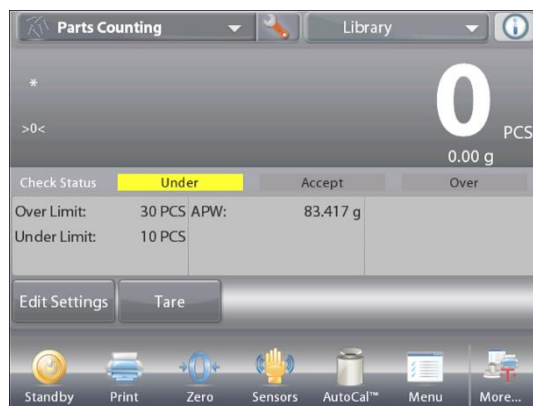 Parts Counting Library
*
>0<
0 PCS
0.00 g
Check Status Under Accept Over
Over Limit: 30 PCS APW: 83.417 g
Under Limit: 10 PCS
Edit Settings Tare
Standby Print Zero Sensors AutoCal™ Menu More...